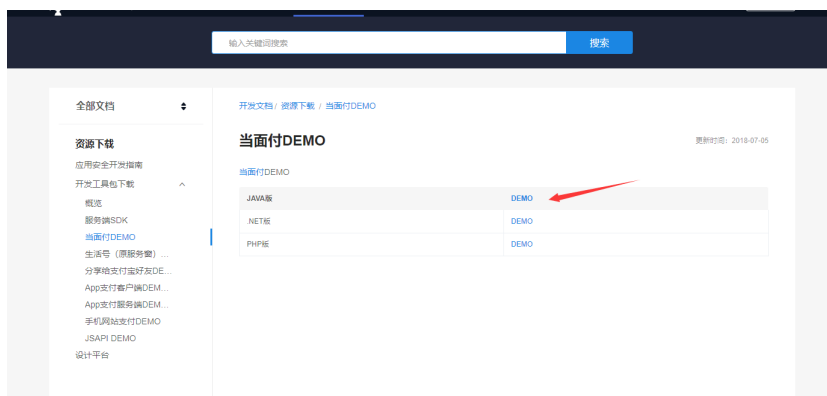 输入关键词搜索
搜索
全部文档
资源下载
应用安全开发指南
开发工具包下载
概览
服务端SDK
当面付DEMO
生活号（原服务窗）...
分享给支付宝好友DE...
App支付客户端DEM...
App支付服务端DEM...
手机网站支付DEMO
JSAPI DEMO
设计平台
开发文档 / 资源下载 / 当面付DEMO
当面付DEMO
更新时间：2018-07-05
当面付DEMO
JAVA版 DEMO
.NET版 DEMO
PHP版 DEMO